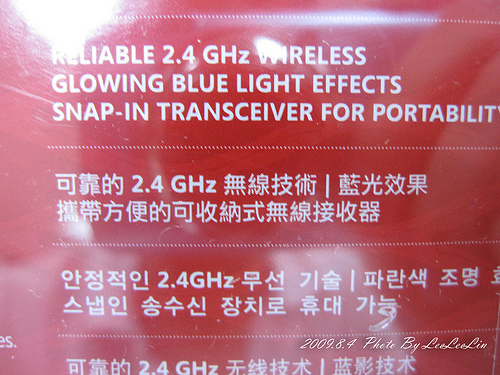 RELIABLE 2.4 GHz WIRELESS
GLOWING BLUE LIGHT EFFECTS
SNAP-IN TRANSCEIVER FOR PORTABILIT
可靠的 2.4 GHz 無線技術 | 藍光效果
攜帶方便的可收納式無線接收器
안정적인 2.4GHz 무선 기술 | 파란색 조명
스냅인 송수신 장치로 휴대 가능
es.
可靠的 2.4 GHz 无线技术 | 蓝影技术
2009.8.4 Photo By LeeLeeLin